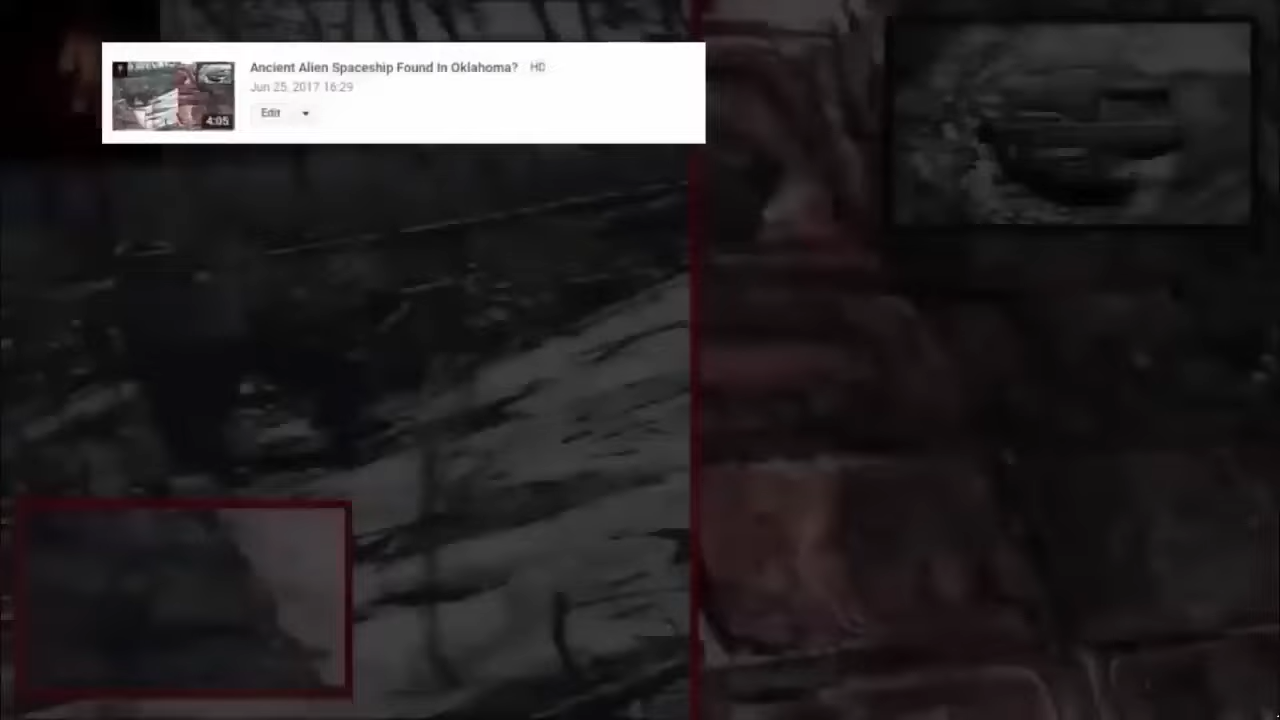 Ancient Alien Spaceship Found In Oklahoma? HD
Jun 25, 2017 16:29
4:05
Edit